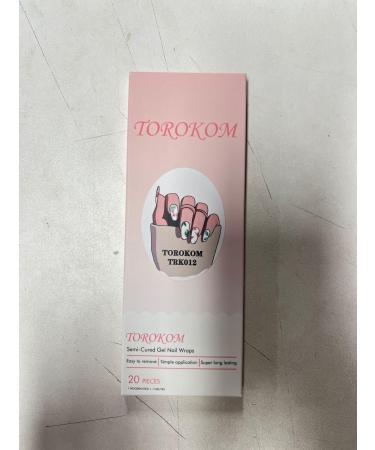 TOROKOM
TOROKOM
TRK012
TOROKOM
Semi-Cured Gel Nail Wraps
Easy to remove | Simple application | Super long lasting
20 PIECES